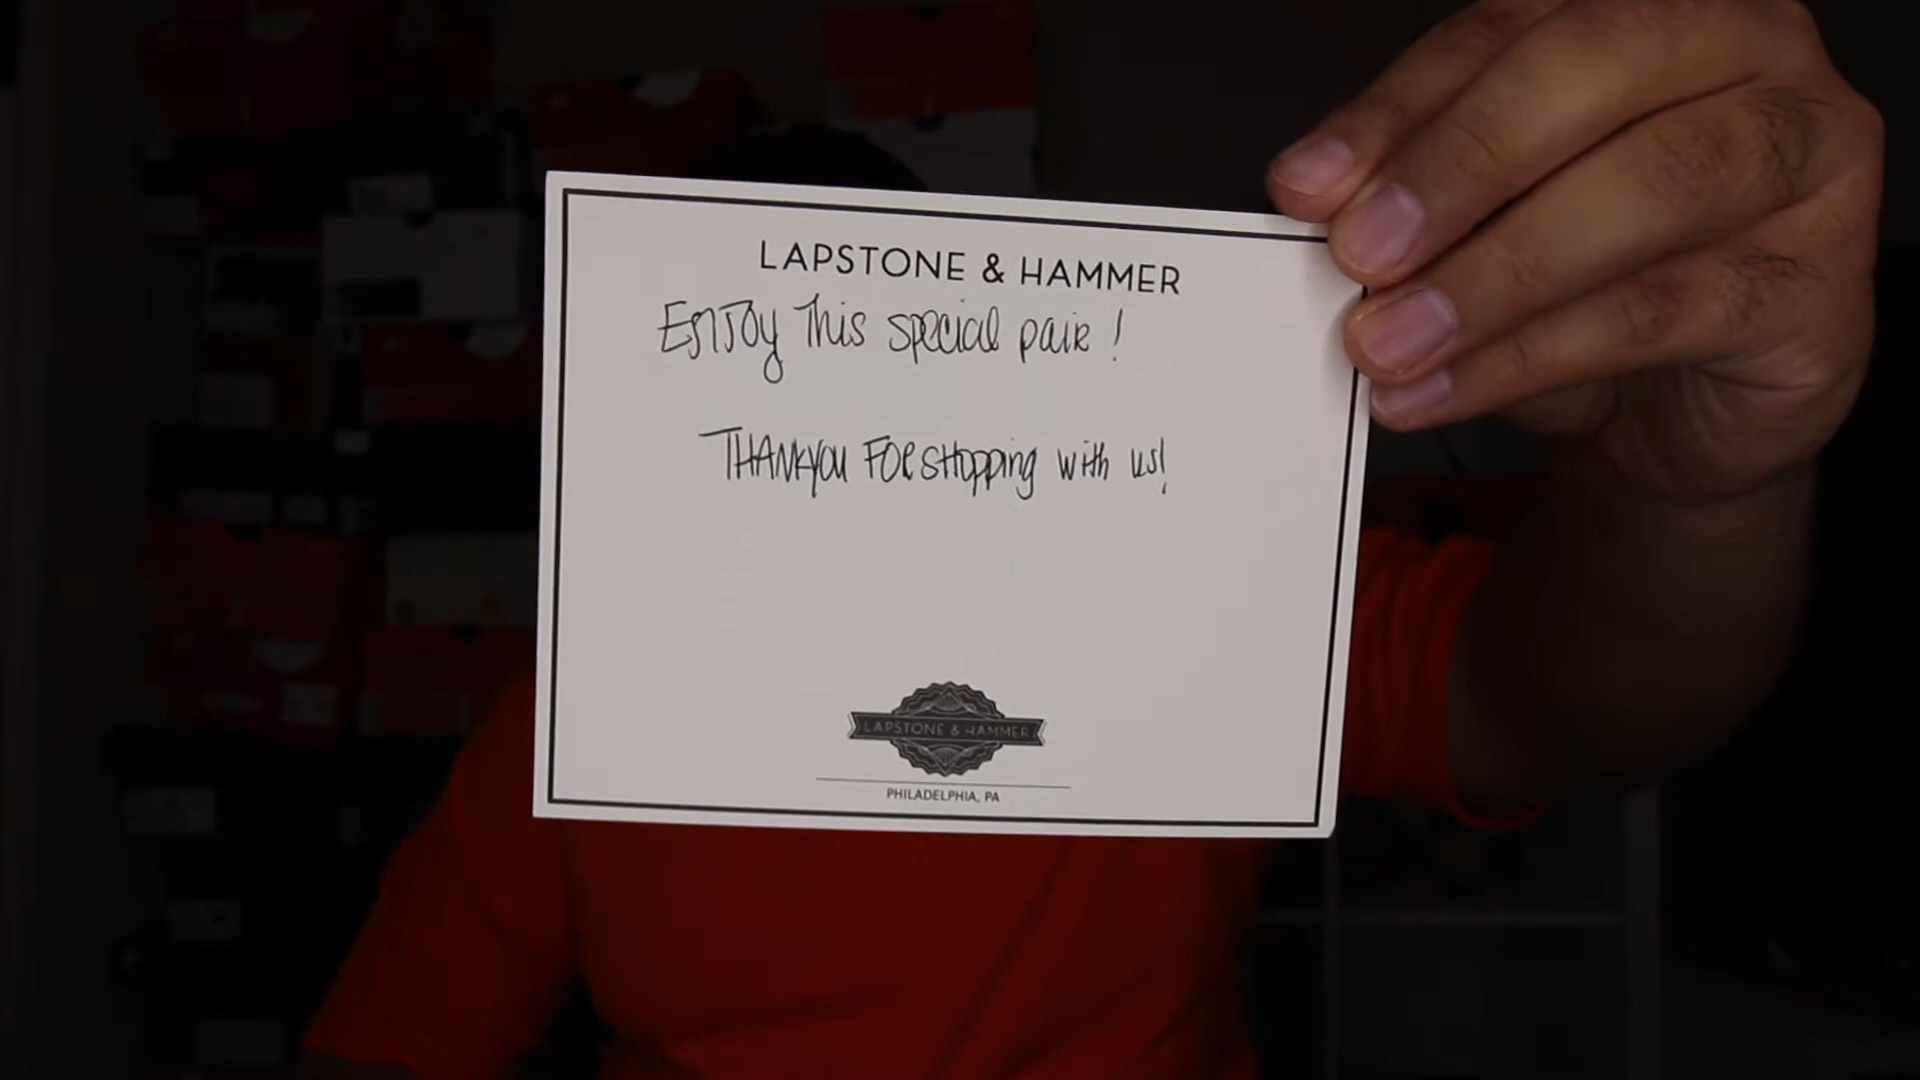 LAPSTONE & HAMMER
Enjoy This special pair!
THANKyou FOR sHopping with us!
LAPSTONE & HAMMER
PHILADELPHIA, PA